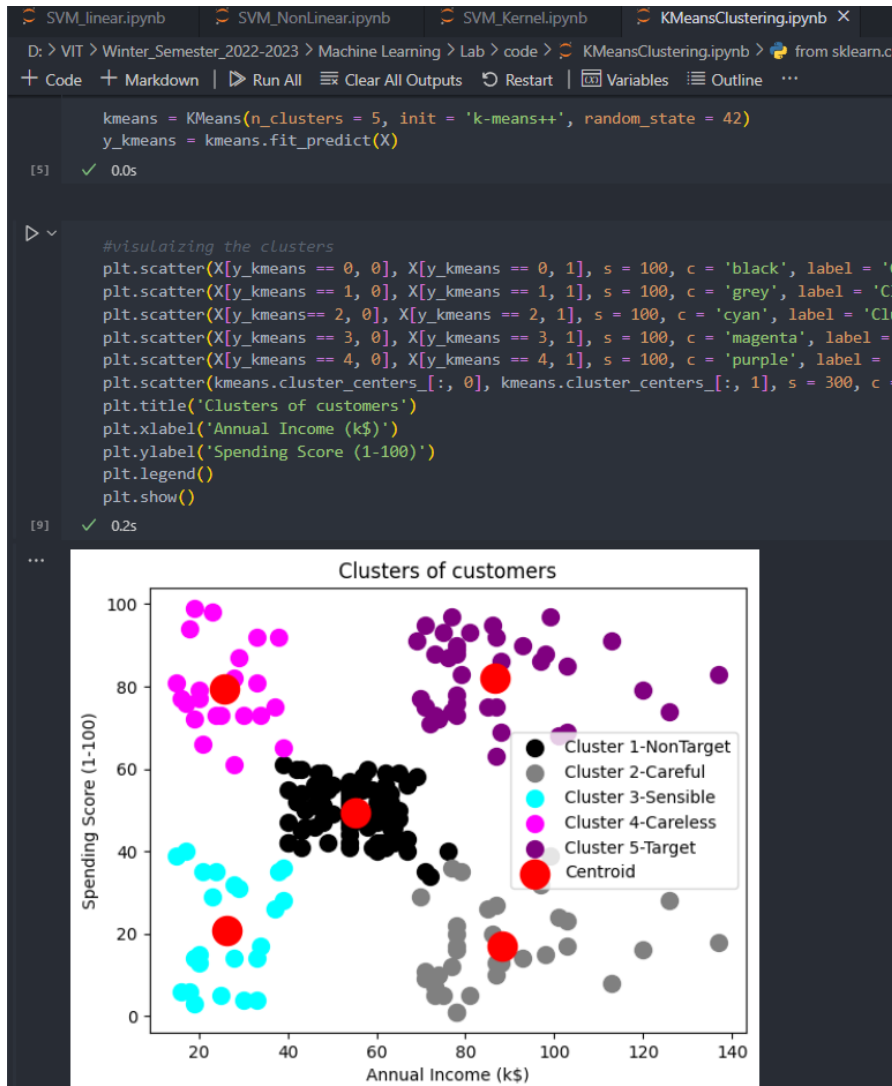 SVM_linear.ipynb SVM_NonLinear.ipynb SVM_Kernel.ipynb KMeansClustering.ipynb ×
D: > VIT > Winter_Semester_2022-2023 > Machine Learning > Lab > code > KMeansClustering.ipynb > from sklearn.c
+ Code + Markdown | Run All Clear All Outputs Restart | Variables Outline ...
kmeans = KMeans(n_clusters = 5, init = 'k-means++', random_state = 42)
y_kmeans = kmeans.fit_predict(X)
[5] ✓ 0.0s
#visulaizing the clusters
plt.scatter(X[y_kmeans == 0, 0], X[y_kmeans == 0, 1], s = 100, c = 'black', label = '
plt.scatter(X[y_kmeans == 1, 0], X[y_kmeans == 1, 1], s = 100, c = 'grey', label = 'C
plt.scatter(X[y_kmeans== 2, 0], X[y_kmeans == 2, 1], s = 100, c = 'cyan', label = 'Clu
plt.scatter(X[y_kmeans == 3, 0], X[y_kmeans == 3, 1], s = 100, c = 'magenta', label =
plt.scatter(X[y_kmeans == 4, 0], X[y_kmeans == 4, 1], s = 100, c = 'purple', label =
plt.scatter(kmeans.cluster_centers_[:, 0], kmeans.cluster_centers_[:, 1], s = 300, c =
plt.title('Clusters of customers')
plt.xlabel('Annual Income (k$)')
plt.ylabel('Spending Score (1-100)')
plt.legend()
plt.show()
[9] ✓ 0.2s
...
Clusters of customers
100
80
60
40
20
0
Spending Score (1-100)
Cluster 1-NonTarget
Cluster 2-Careful
Cluster 3-Sensible
Cluster 4-Careless
Cluster 5-Target
Centroid
20 40 60 80 100 120 140
Annual Income (k$)